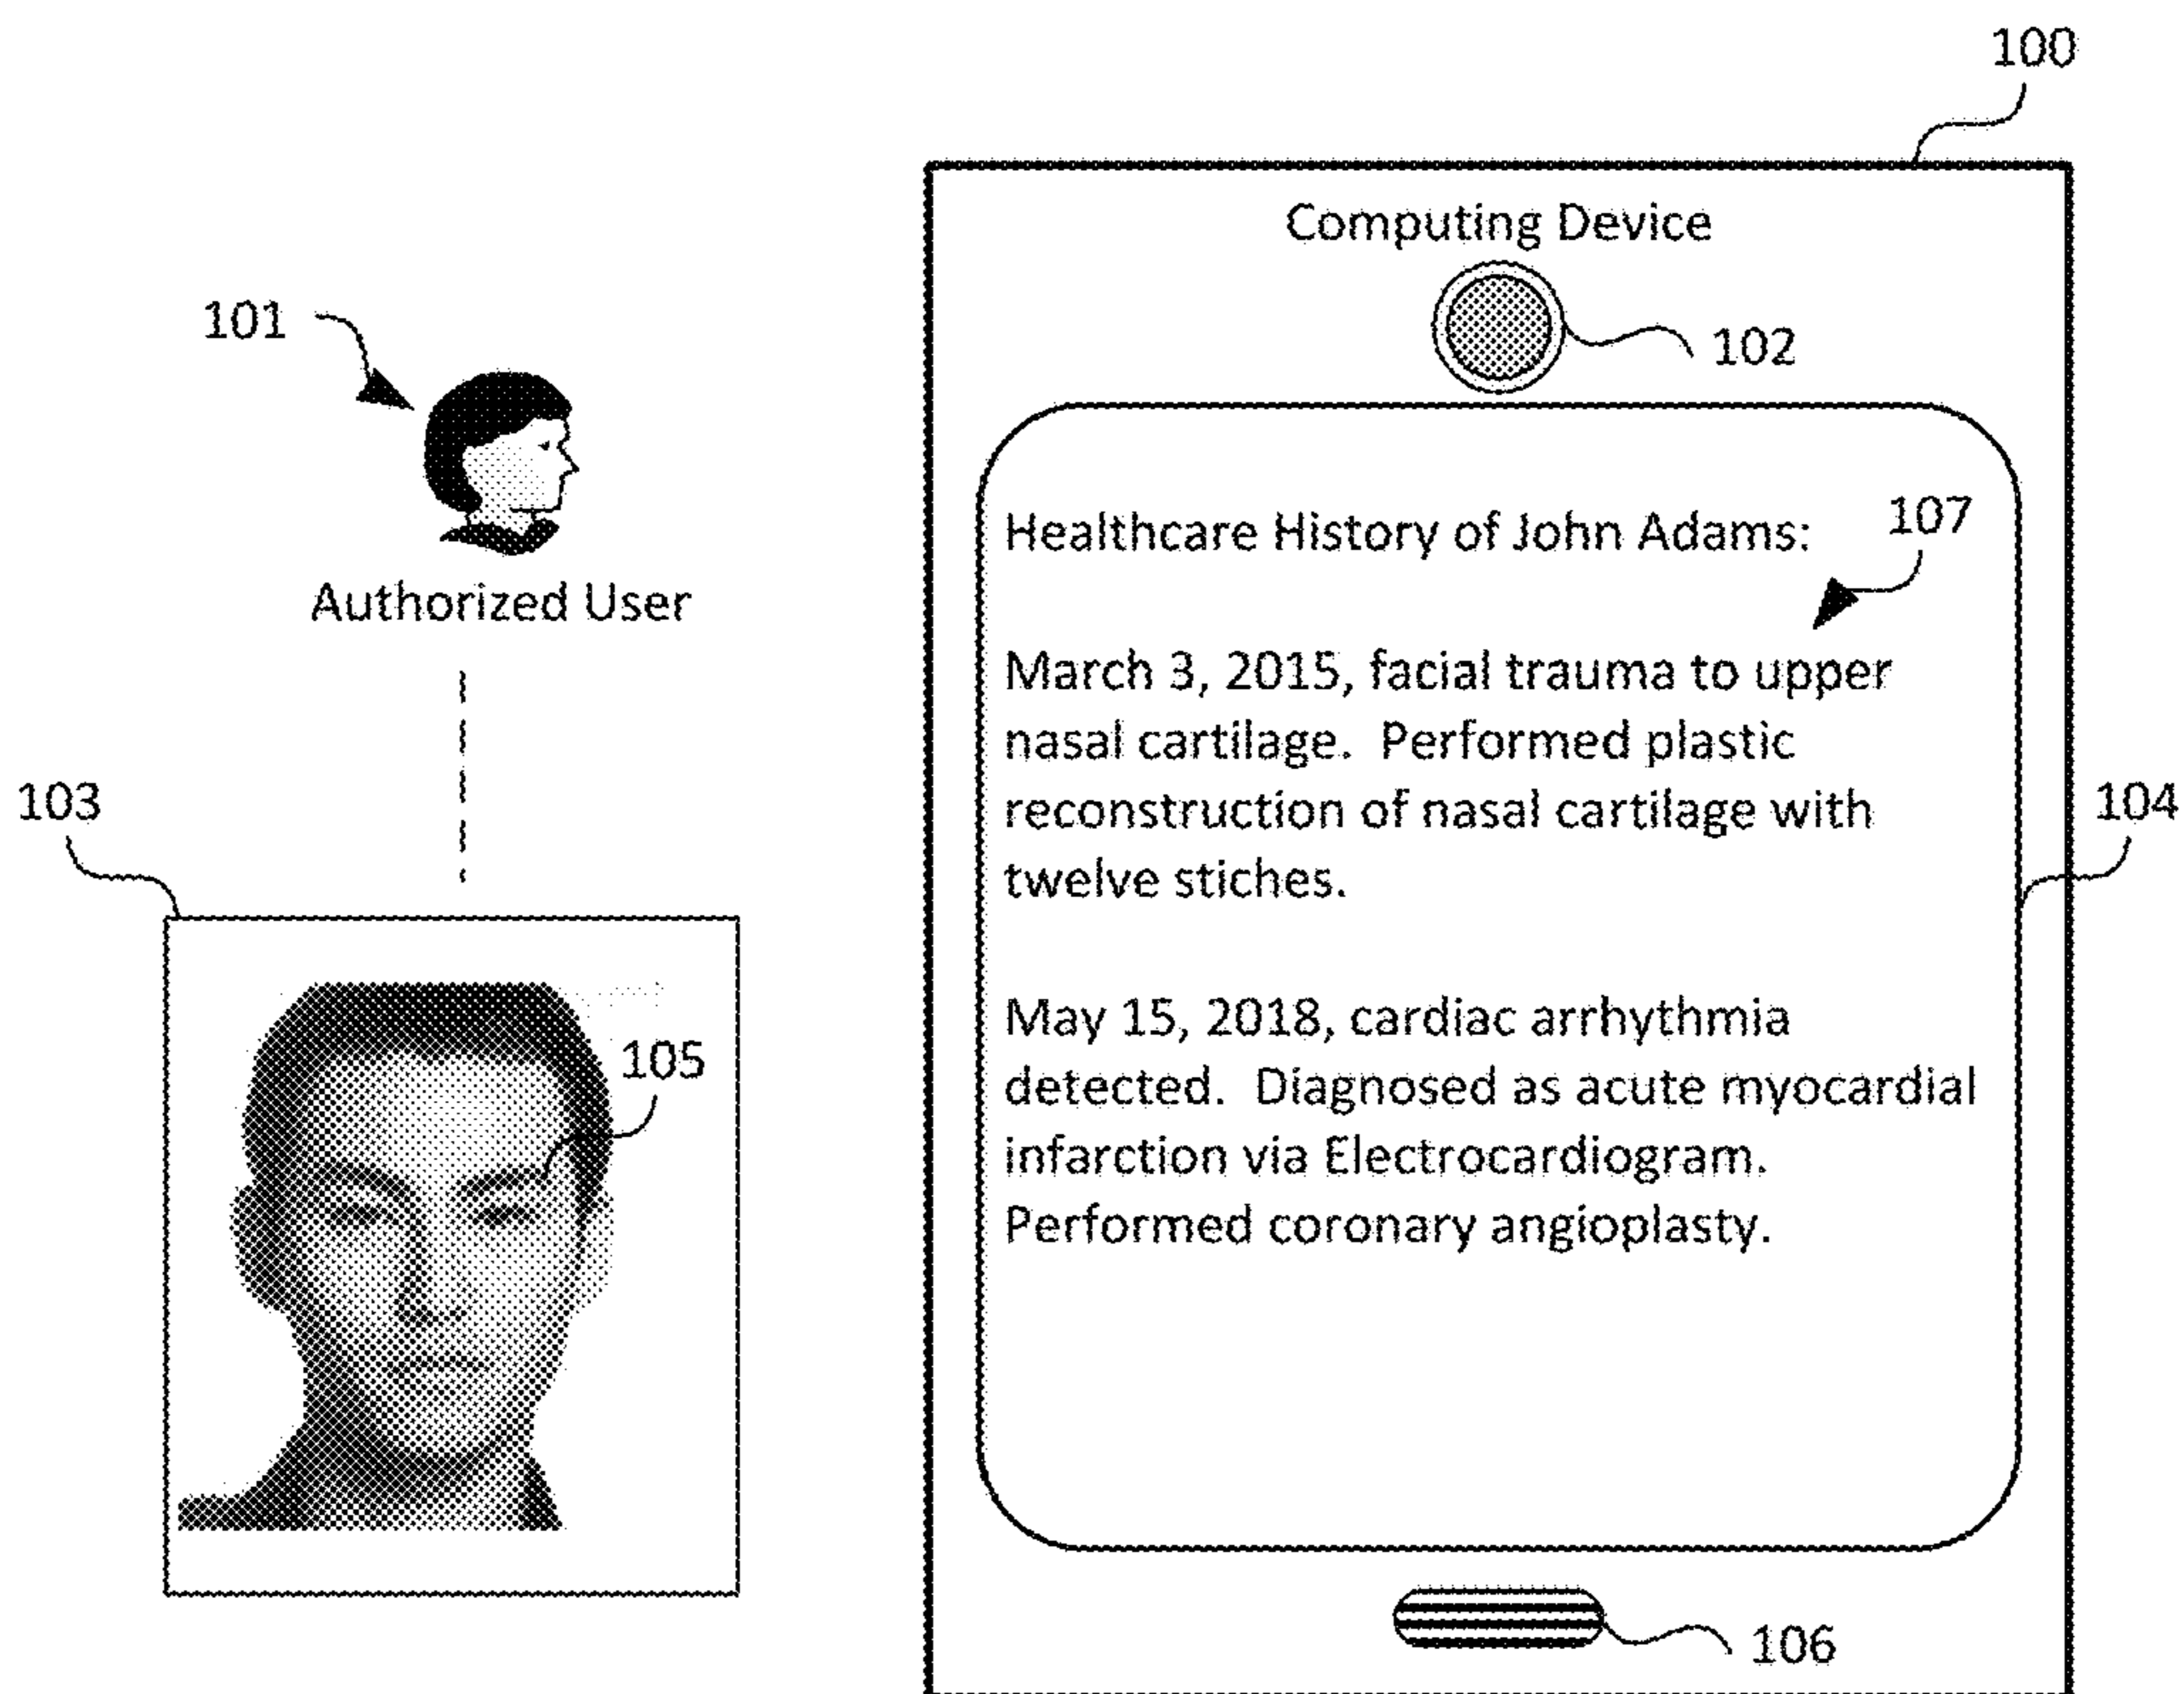 100
Computing Device
101
102
Authorized User
Healthcare History of John Adams:
107
March 3, 2015, facial trauma to upper
nasal cartilage.  Performed plastic
reconstruction of nasal cartilage with
twelve stiches.
103
104
May 15, 2018, cardiac arrhythmia
detected.  Diagnosed as acute myocardial
infarction via Electrocardiogram.
Performed coronary angioplasty.
105
106